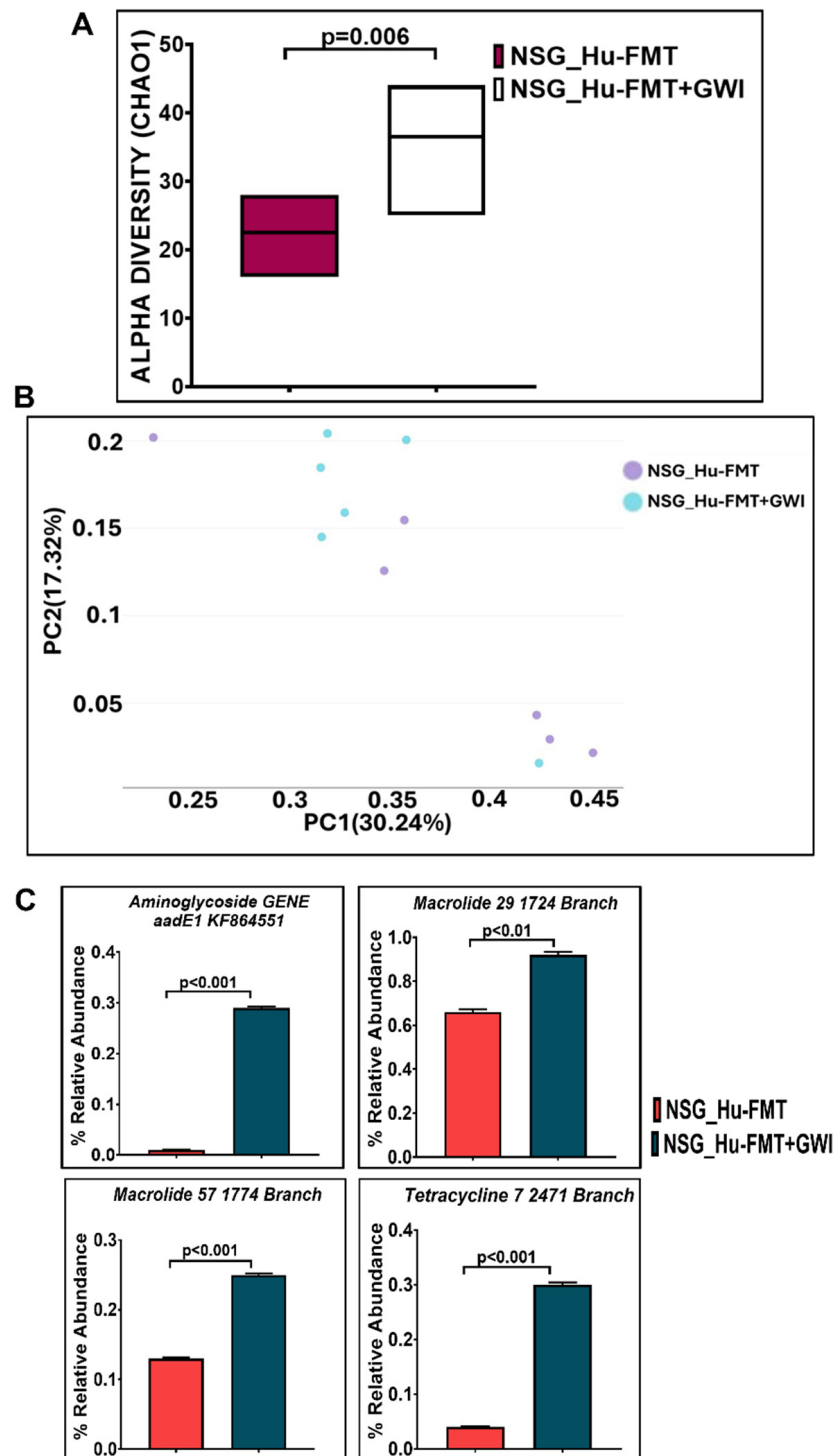 A
ALPHA DIVERSITY (CHAO1)
50
40
30
20
10
0
p=0.006
NSG_Hu-FMT
NSG_Hu-FMT+GWI
B
PC2(17.32%)
0.2
0.15
0.1
0.05
0.25 0.3 0.35 0.4 0.45
PC1(30.24%)
NSG_Hu-FMT
NSG_Hu-FMT+GWI
C
Aminoglycoside GENE
aadE1 KF864551
% Relative Abundance
0.4
0.3
0.2
0.1
0.0
p<0.001
Macrolide 29 1724 Branch
% Relative Abundance
1.0
0.8
0.6
0.4
0.2
0.0
p<0.01
NSG_Hu-FMT
NSG_Hu-FMT+GWI
Macrolide 57 1774 Branch
% Relative Abundance
0.3
0.2
0.1
0.0
p<0.001
Tetracycline 7 2471 Branch
% Relative Abundance
0.4
0.3
0.2
0.1
0.0
p<0.001